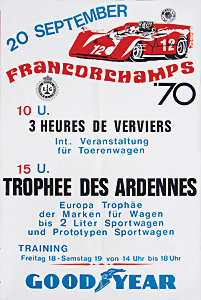 20 SEPTEMBER
12 12
FRANCORCHAMPS
'70
10 U.
3 HEURES DE VERVIERS
Int. Veranstaltung
für Toerenwagen
15 U.
TROPHEE DES ARDENNES
Europa Trophäe
der Marken für Wagen
bis 2 Liter Sportwagen
und Prototypen Sportwagen
TRAINING
Freitag 18 - Samstag 19 von 14 Uhr bis 18 Uhr
GOODYEAR